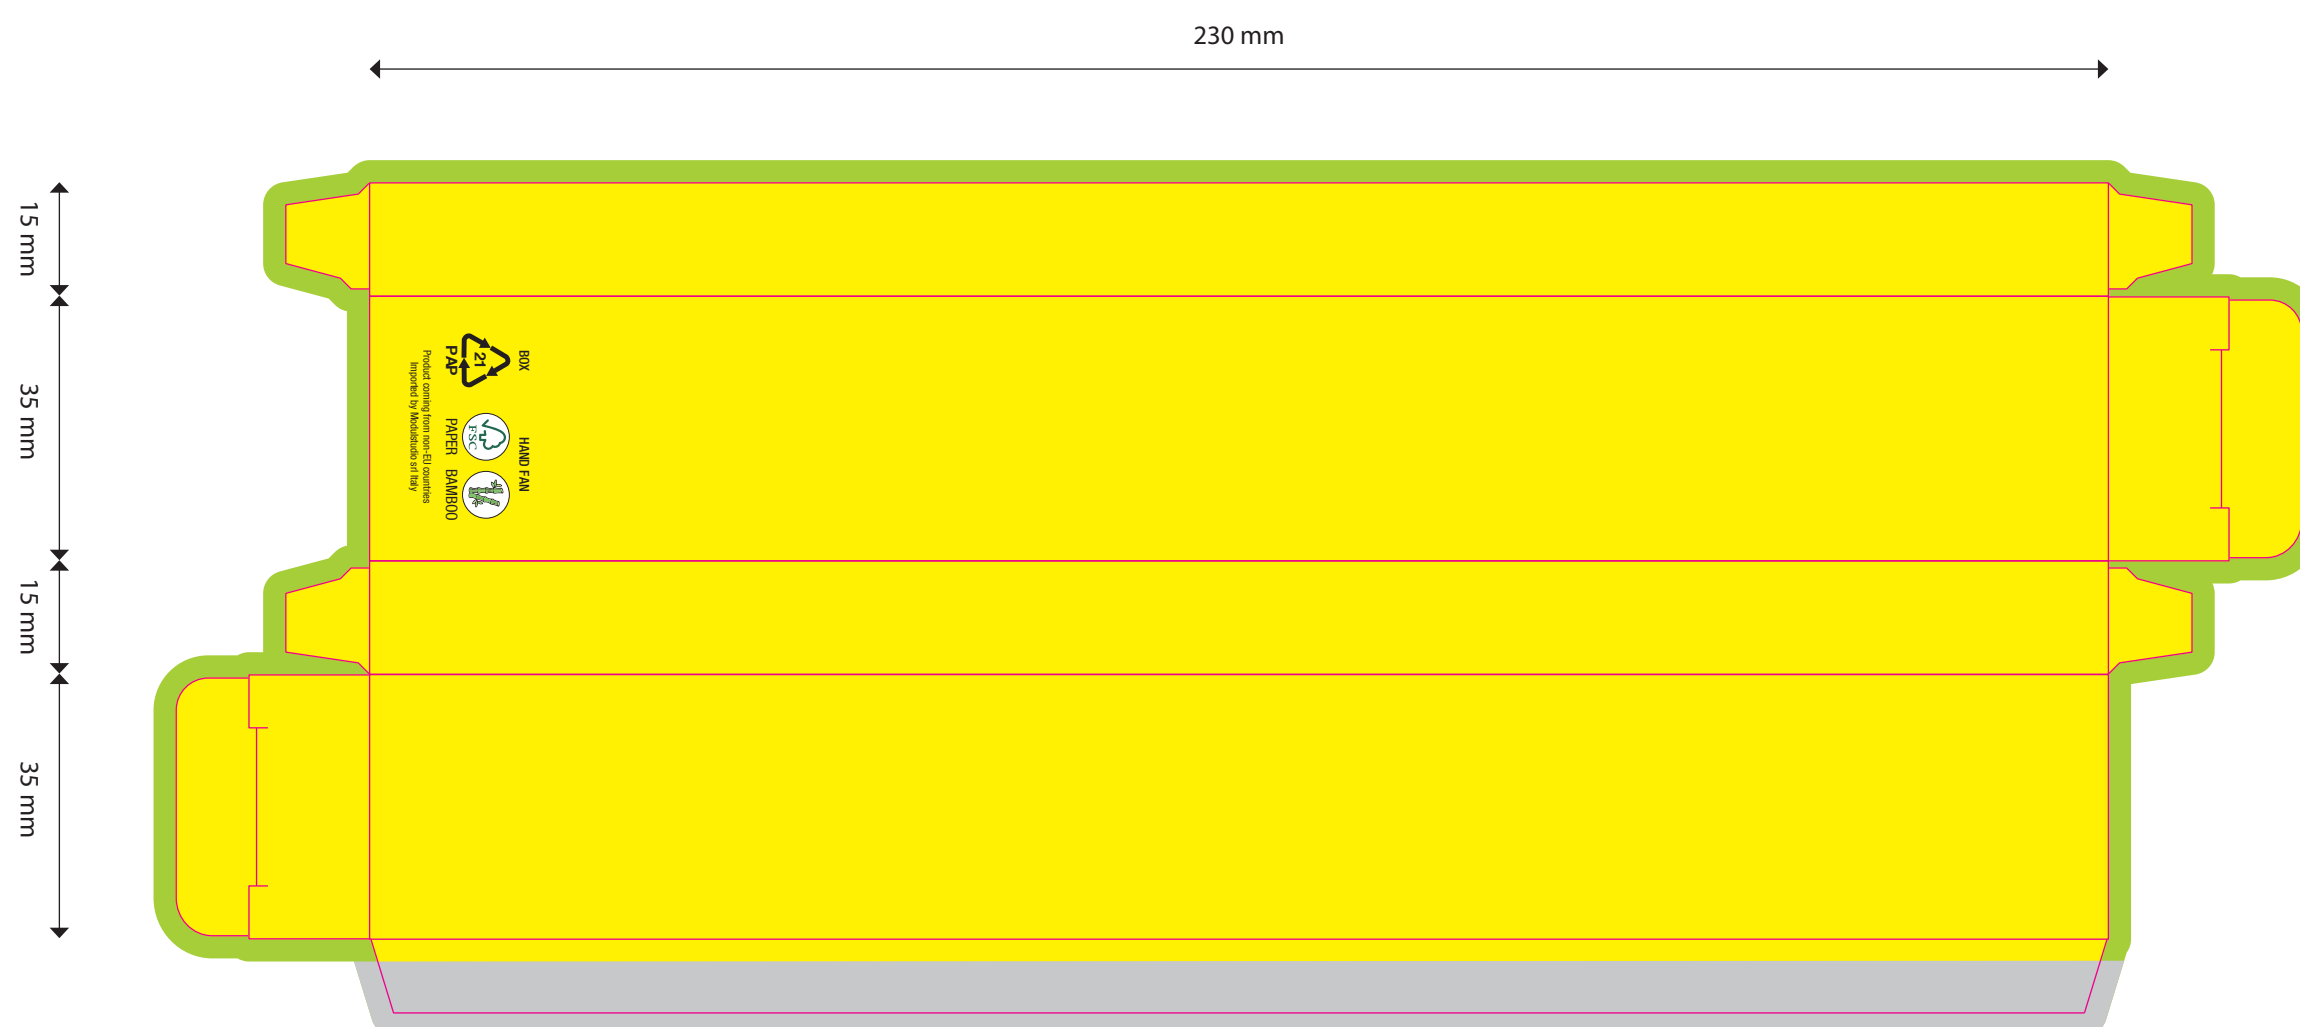 230 mm
15 mm
35 mm
15 mm
35 mm
BOX
21
PAP
HAND FAN
FSC
PAPER
BAMBOO
Product coming from non-EU countries
Imported by Modulstudio srl Italy